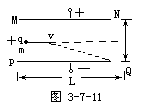 M + N
+q v
m
P − Q
L
图 3-7-11